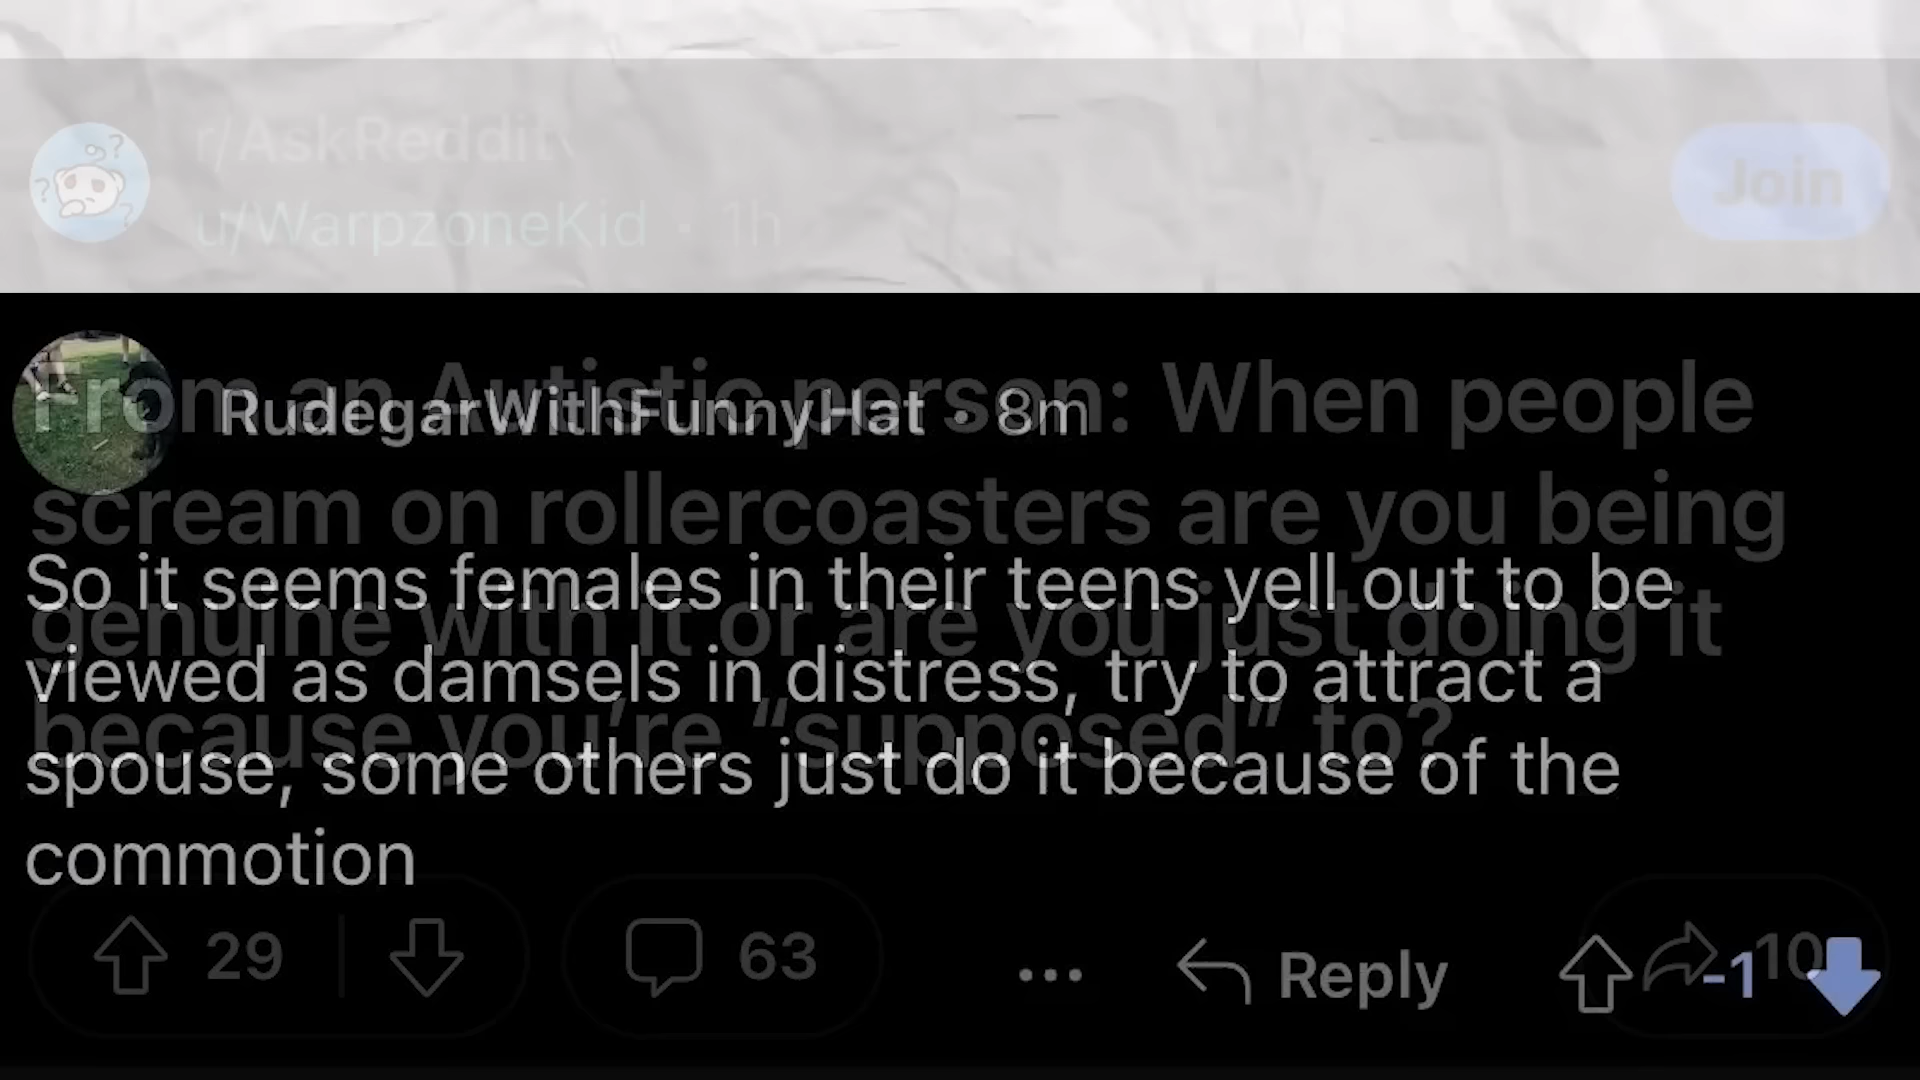 r/AskReddit
u/WarpzoneKid · 1h
Join
From an Autistic person: When people
scream on rollercoasters are you being
genuine with it or are you just doing it
because you're “supposed” to?
29
63
10
RudegarWithFunnyHat · 8m
So it seems females in their teens yell out to be
viewed as damsels in distress, try to attract a
spouse, some others just do it because of the
commotion
... Reply -1